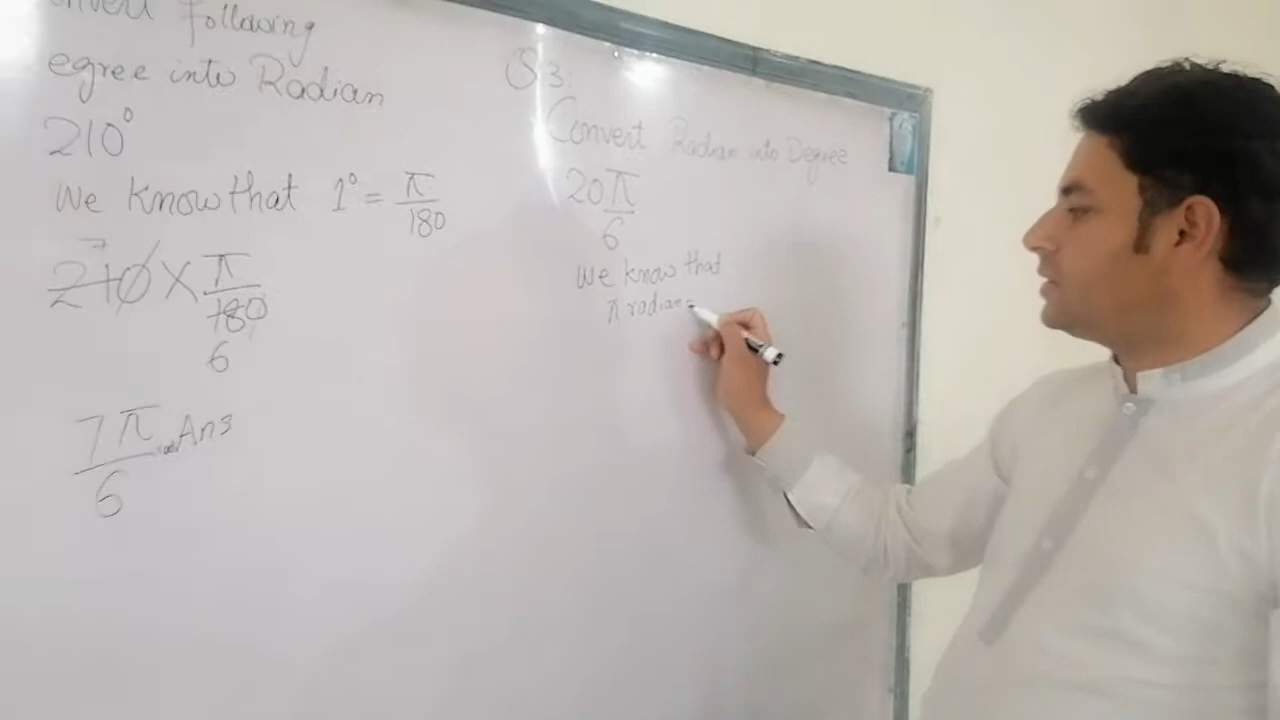 Following
egree into Radian
210°
We know that 1° = π/180
210 X π/180
7
6
7π/6 Ans
Q3:
Convert Radian into Degree
20π/6
We know that
π radian =